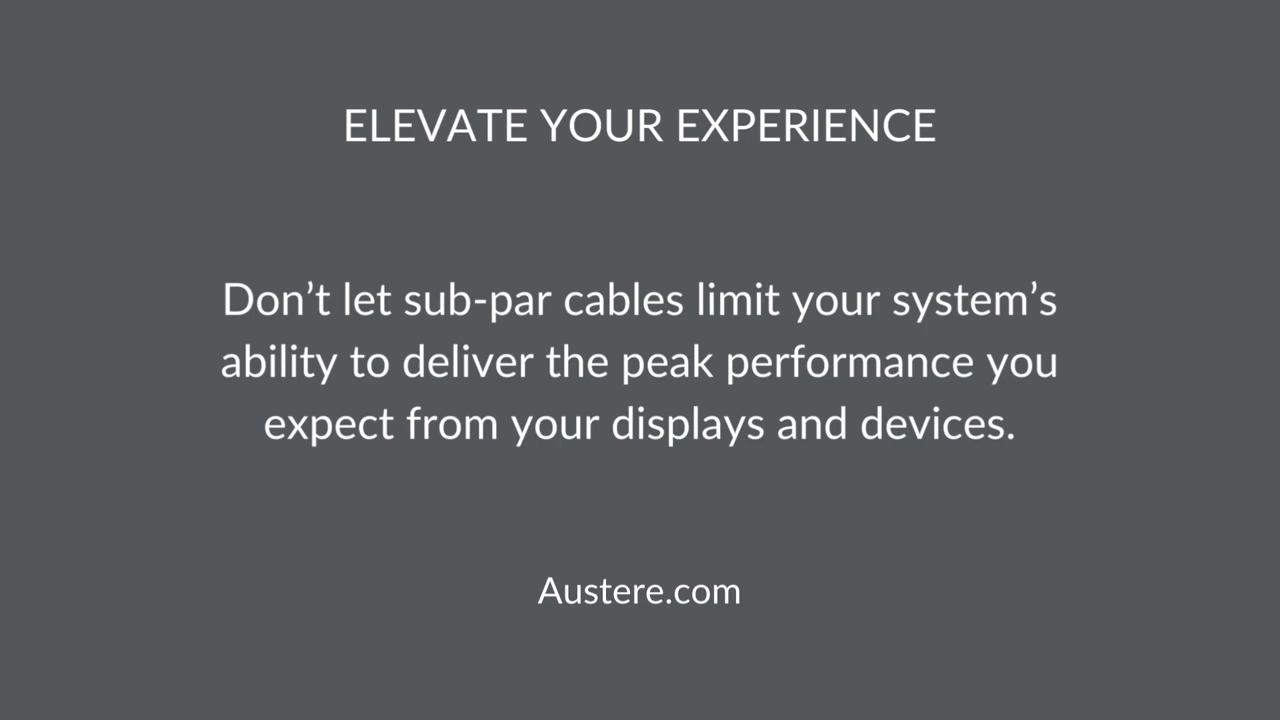 ELEVATE YOUR EXPERIENCE
Don’t let sub-par cables limit your system’s
ability to deliver the peak performance you
expect from your displays and devices.
Austere.com